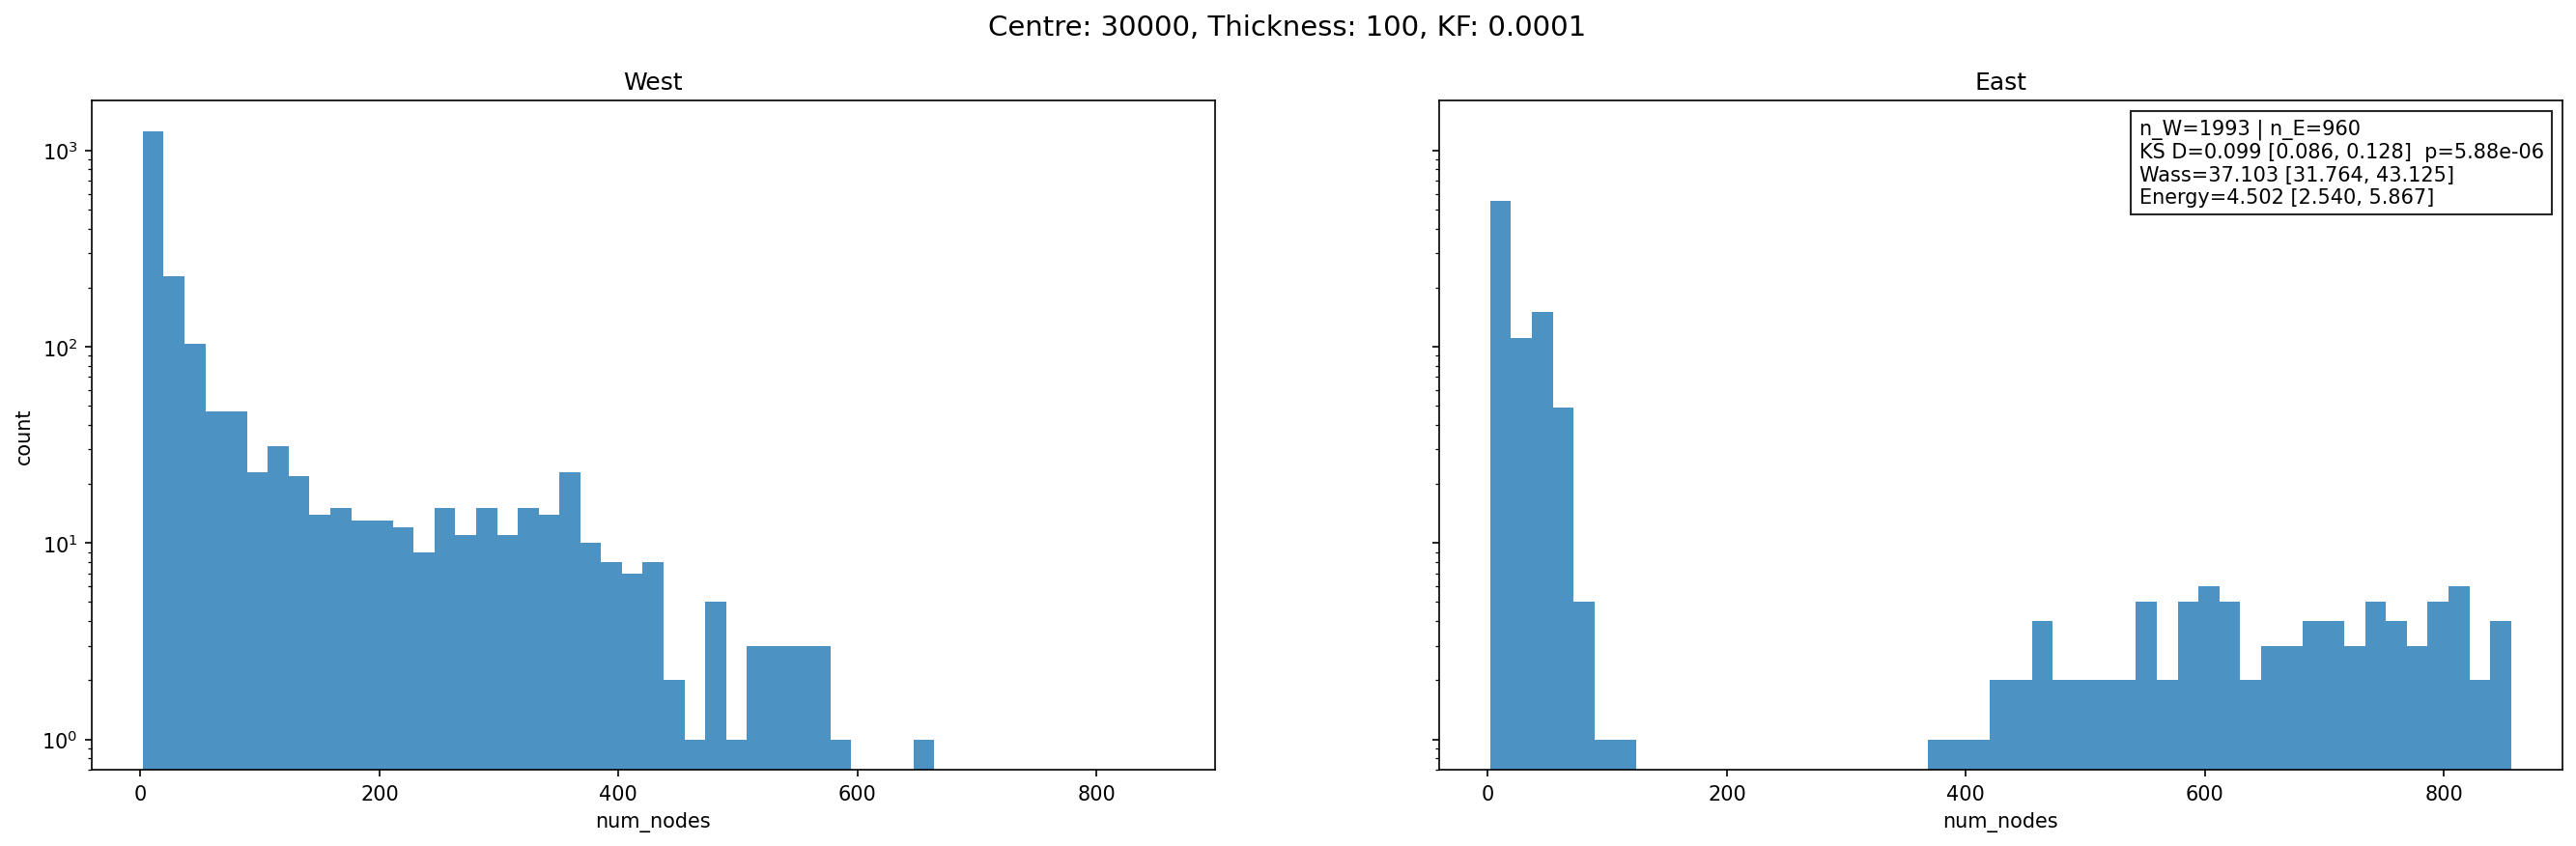 Centre: 30000, Thickness: 100, KF: 0.0001
West
East
n_W=1993 | n_E=960
KS D=0.099 [0.086, 0.128]  p=5.88e-06
Wass=37.103 [31.764, 43.125]
Energy=4.502 [2.540, 5.867]
10³
10²
10¹
10⁰
count
0 200 400 600 800
num_nodes
0 200 400 600 800
num_nodes